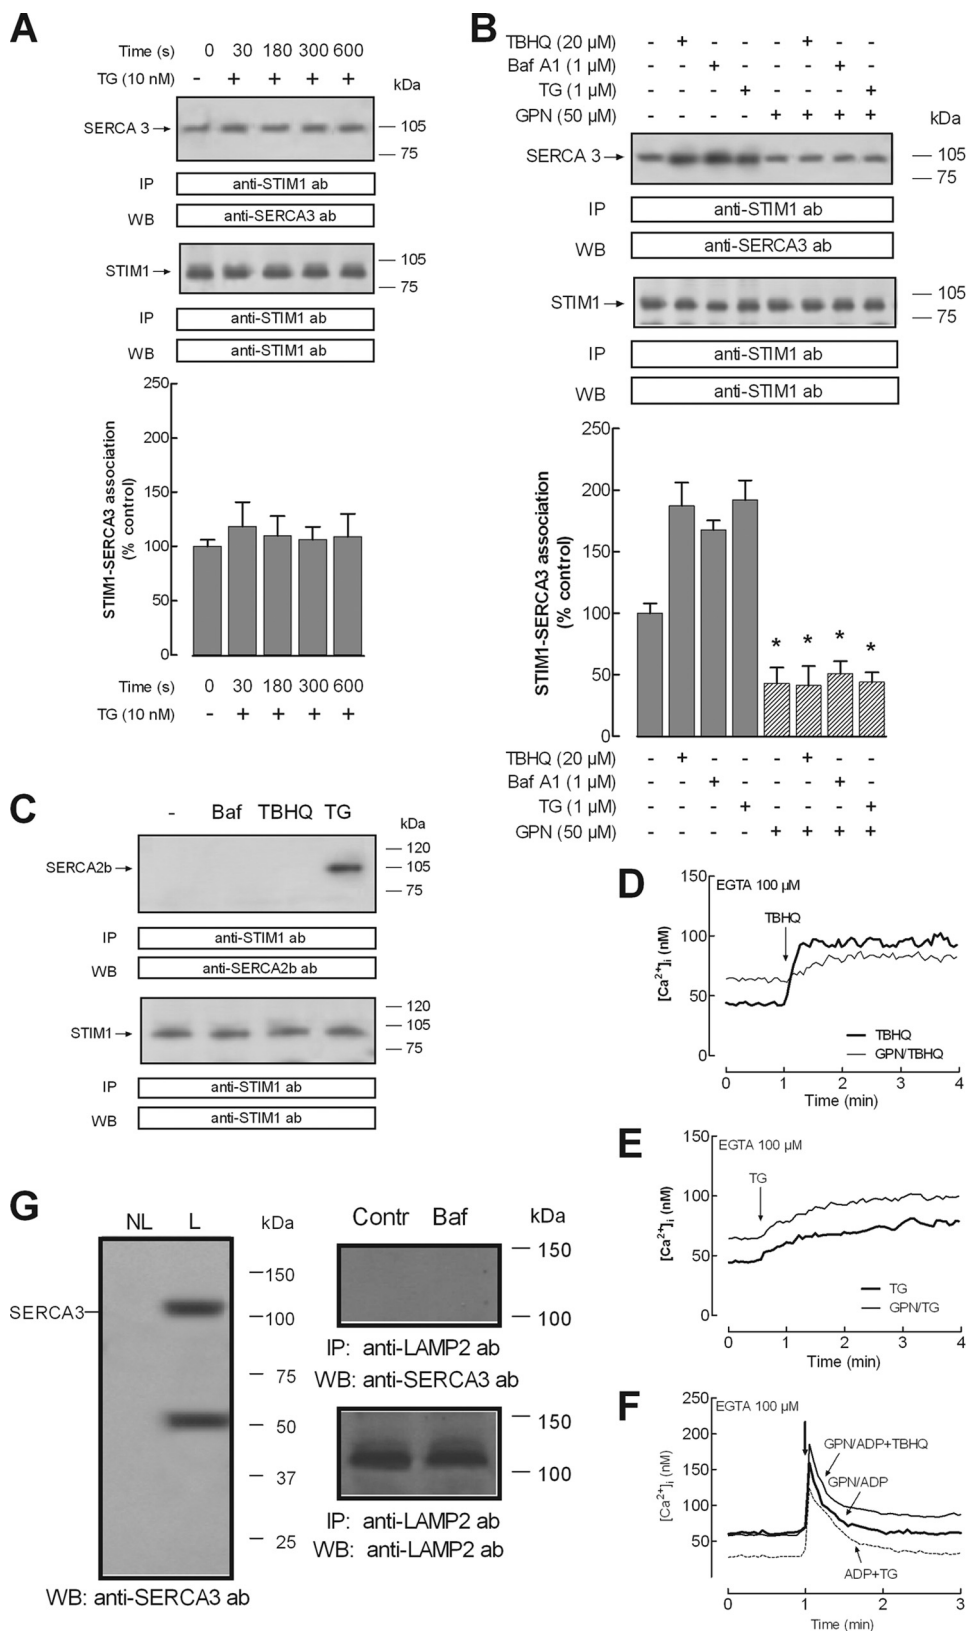 A
Time (s) 0 30 180 300 600
TG (10 nM) - + + + +
kDa
SERCA 3
105
75
IP anti-STIM1 ab
WB anti-SERCA3 ab
STIM1
105
75
IP anti-STIM1 ab
WB anti-STIM1 ab
STIM1-SERCA3 association
(% control)
250
200
150
100
50
0
Time (s) 0 30 180 300 600
TG (10 nM) - + + + +
B
TBHQ (20 µM) - + - - - + - -
Baf A1 (1 µM) - - + - - - + -
TG (1 µM) - - - + - - - +
GPN (50 µM) - - - - + + + +
kDa
SERCA 3
105
75
IP anti-STIM1 ab
WB anti-SERCA3 ab
STIM1
105
75
IP anti-STIM1 ab
WB anti-STIM1 ab
STIM1-SERCA3 association
(% control)
250
200
150
100
50
0
* * * *
TBHQ (20 µM) - + - - - + - -
Baf A1 (1 µM) - - + - - - + -
TG (1 µM) - - - + - - - +
GPN (50 µM) - - - - + + + +
C
- Baf TBHQ TG
kDa
SERCA2b
120
105
75
IP anti-STIM1 ab
WB anti-SERCA2b ab
STIM1
120
105
75
IP anti-STIM1 ab
WB anti-STIM1 ab
D
EGTA 100 µM
TBHQ
[Ca2+]i (nM)
150
100
50
0
TBHQ
GPN/TBHQ
0 1 2 3 4
Time (min)
E
EGTA 100 µM
TG
[Ca2+]i (nM)
150
100
50
0
TG
GPN/TG
0 1 2 3 4
Time (min)
F
EGTA 100 µM
[Ca2+]i (nM)
250
200
150
100
50
GPN/ADP+TBHQ
GPN/ADP
ADP+TG
0 1 2 3
Time (min)
G
NL L
kDa
SERCA3
150
100
75
50
37
25
WB: anti-SERCA3 ab
Contr Baf
kDa
150
100
IP: anti-LAMP2 ab
WB: anti-SERCA3 ab
150
100
IP: anti-LAMP2 ab
WB: anti-LAMP2 ab